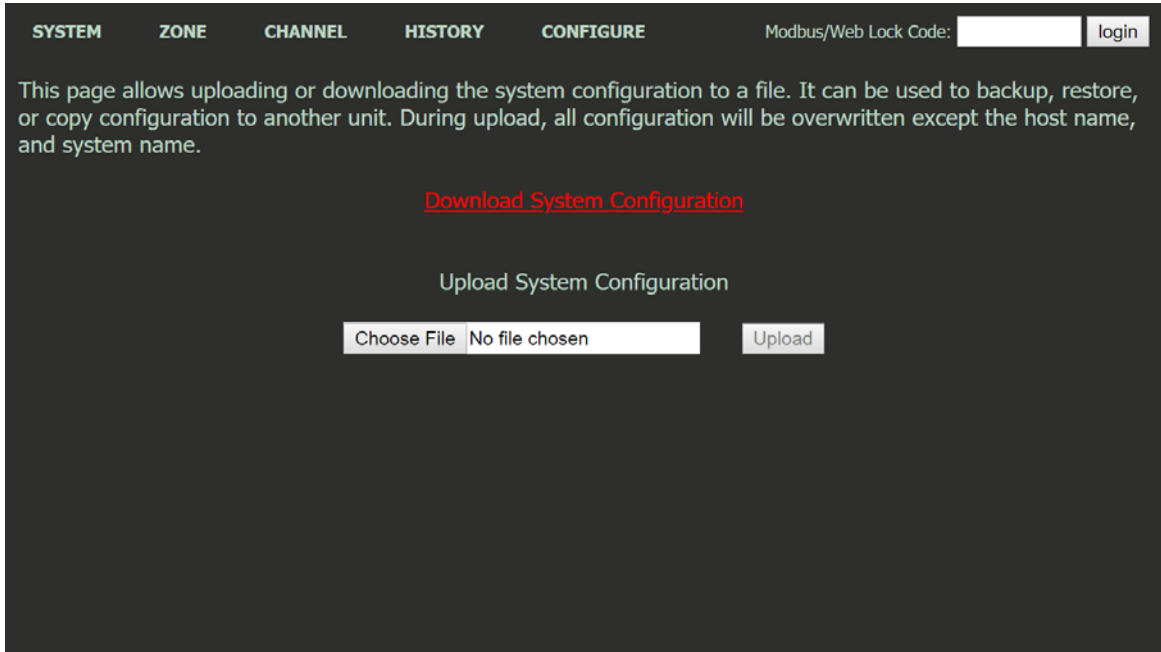 SYSTEM ZONE CHANNEL HISTORY CONFIGURE Modbus/Web Lock Code: login
This page allows uploading or downloading the system configuration to a file. It can be used to backup, restore,
or copy configuration to another unit. During upload, all configuration will be overwritten except the host name,
and system name.
Download System Configuration
Upload System Configuration
Choose File No file chosen Upload